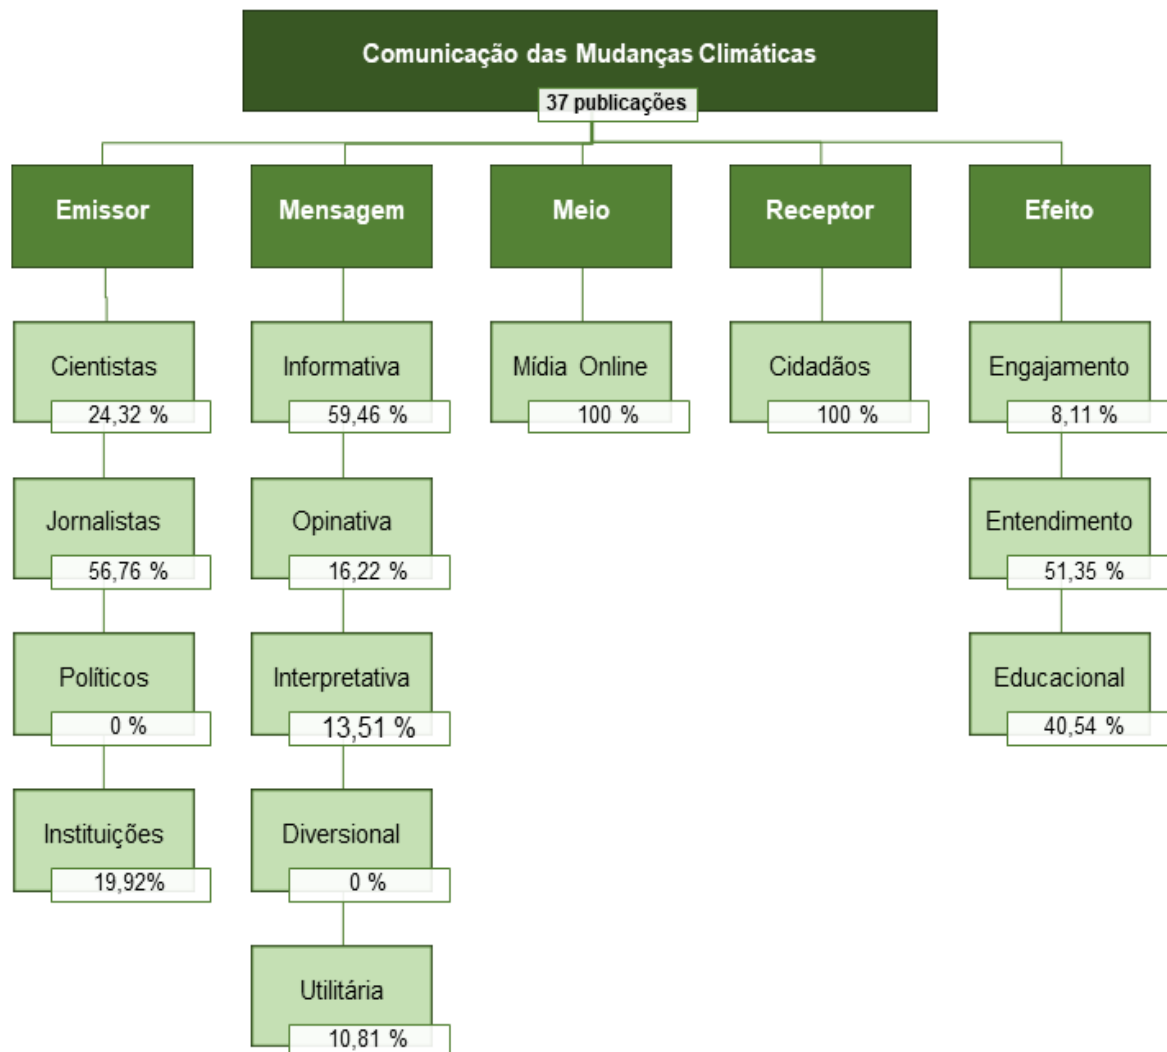 Comunicação das Mudanças Climáticas
37 publicações
Emissor
Mensagem
Meio
Receptor
Efeito
Cientistas
24,32 %
Informativa
59,46 %
Mídia Online
100 %
Cidadãos
100 %
Engajamento
8,11 %
Jornalistas
56,76 %
Opinativa
16,22 %
Entendimento
51,35 %
Políticos
0 %
Interpretativa
13,51 %
Educacional
40,54 %
Instituições
19,92%
Diversional
0 %
Utilitária
10,81 %